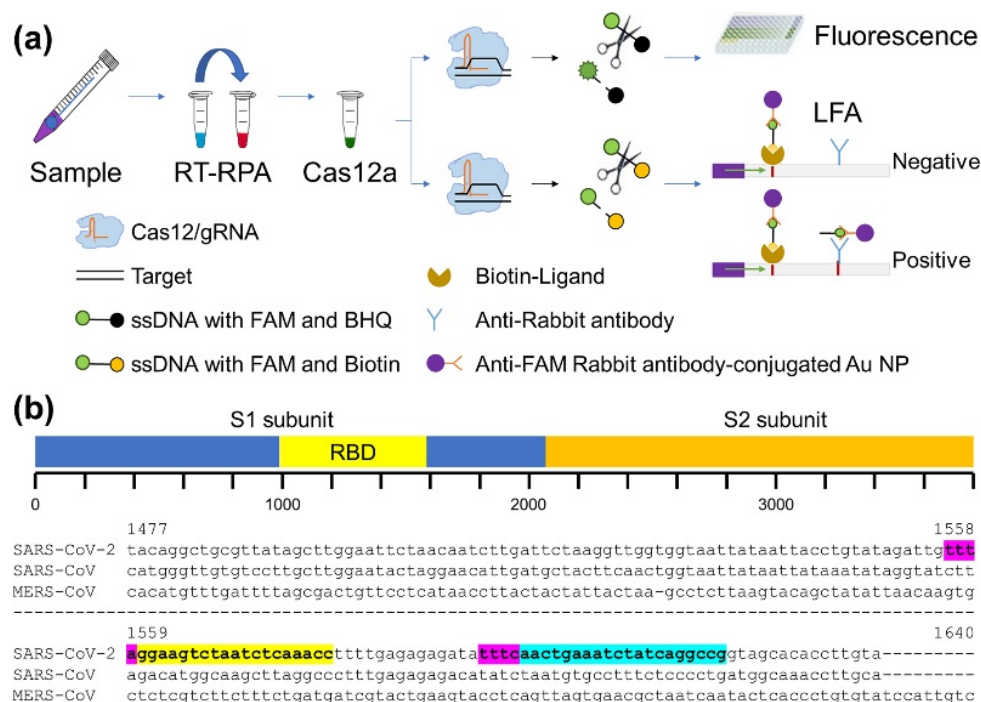 (a)
Fluorescence
LFA
Negative
Sample
RT-RPA
Cas12a
Cas12/gRNA
Positive
Target
Biotin-Ligand
ssDNA with FAM and BHQ
Anti-Rabbit antibody
ssDNA with FAM and Biotin
Anti-FAM Rabbit antibody-conjugated Au NP
(b)
S1 subunit S2 subunit
RBD
0 1000 2000 3000
1477 1558
SARS-CoV-2 tacaggctgcgttatagcttggaattctaacaatcttgattctaaggttggtggtaattataattacctgtatagattgttt
SARS-CoV catgggttgtgtccttgcttggaatactaggaacattgatgctacttcaactggtaattataattataaatataggtatctt
MERS-CoV cacatgtttgattttagcgactgttcctcataaccttactactattactaa-gcctcttaagtacagctatattaacaagtg
1559 1640
SARS-CoV-2 aggaagtctaatctcaaaccttttgagagagatatttcaactgaaatctatcaggccggtagcacaccttgta---------
SARS-CoV agacatggcaagcttaggccctttgagagagacatatctaatgtgcctttctcccctgatggcaaaccttgca---------
MERS-CoV ctctcgtcttctttctgatgatcgtactgaagtacctcagttagtgaacgctaatcaatactcaccctgtgtatccattgtc